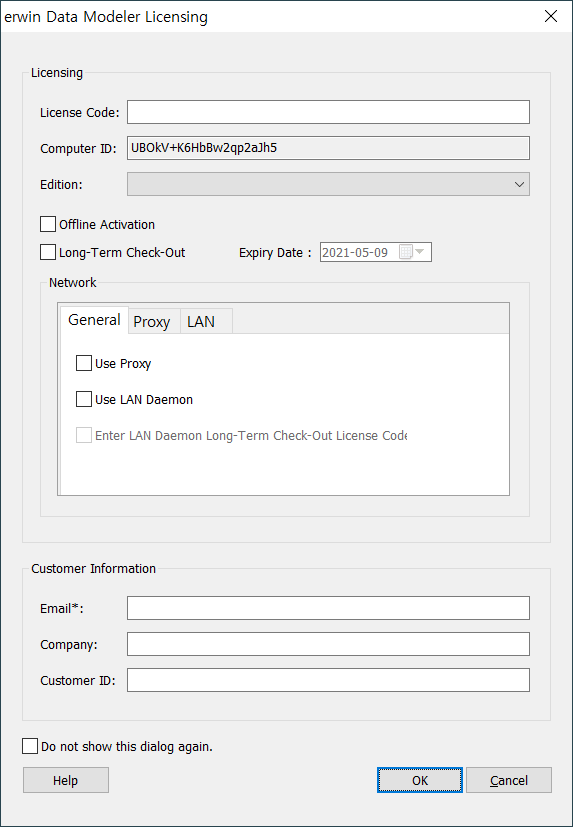 erwin Data Modeler Licensing
Licensing
License Code:
Computer ID: UBOkV+K6HbBw2qp2aJh5
Edition:
Offline Activation
Long-Term Check-Out Expiry Date : 2021-05-09
Network
General Proxy LAN
Use Proxy
Use LAN Daemon
Enter LAN Daemon Long-Term Check-Out License Code
Customer Information
Email*:
Company:
Customer ID:
Do not show this dialog again.
Help OK Cancel